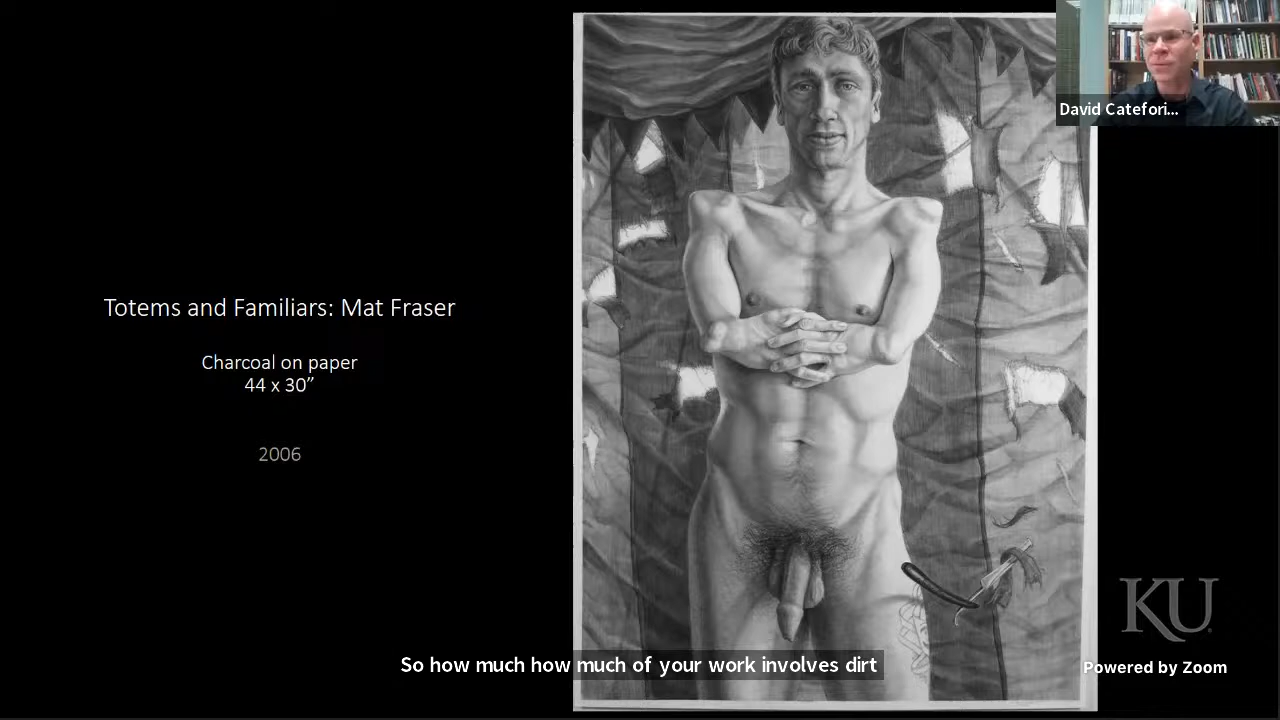 David Catefori...
Totems and Familiars: Mat Fraser
Charcoal on paper
44 x 30”
2006
KU
So how much how much of your work involves dirt
Powered by Zoom